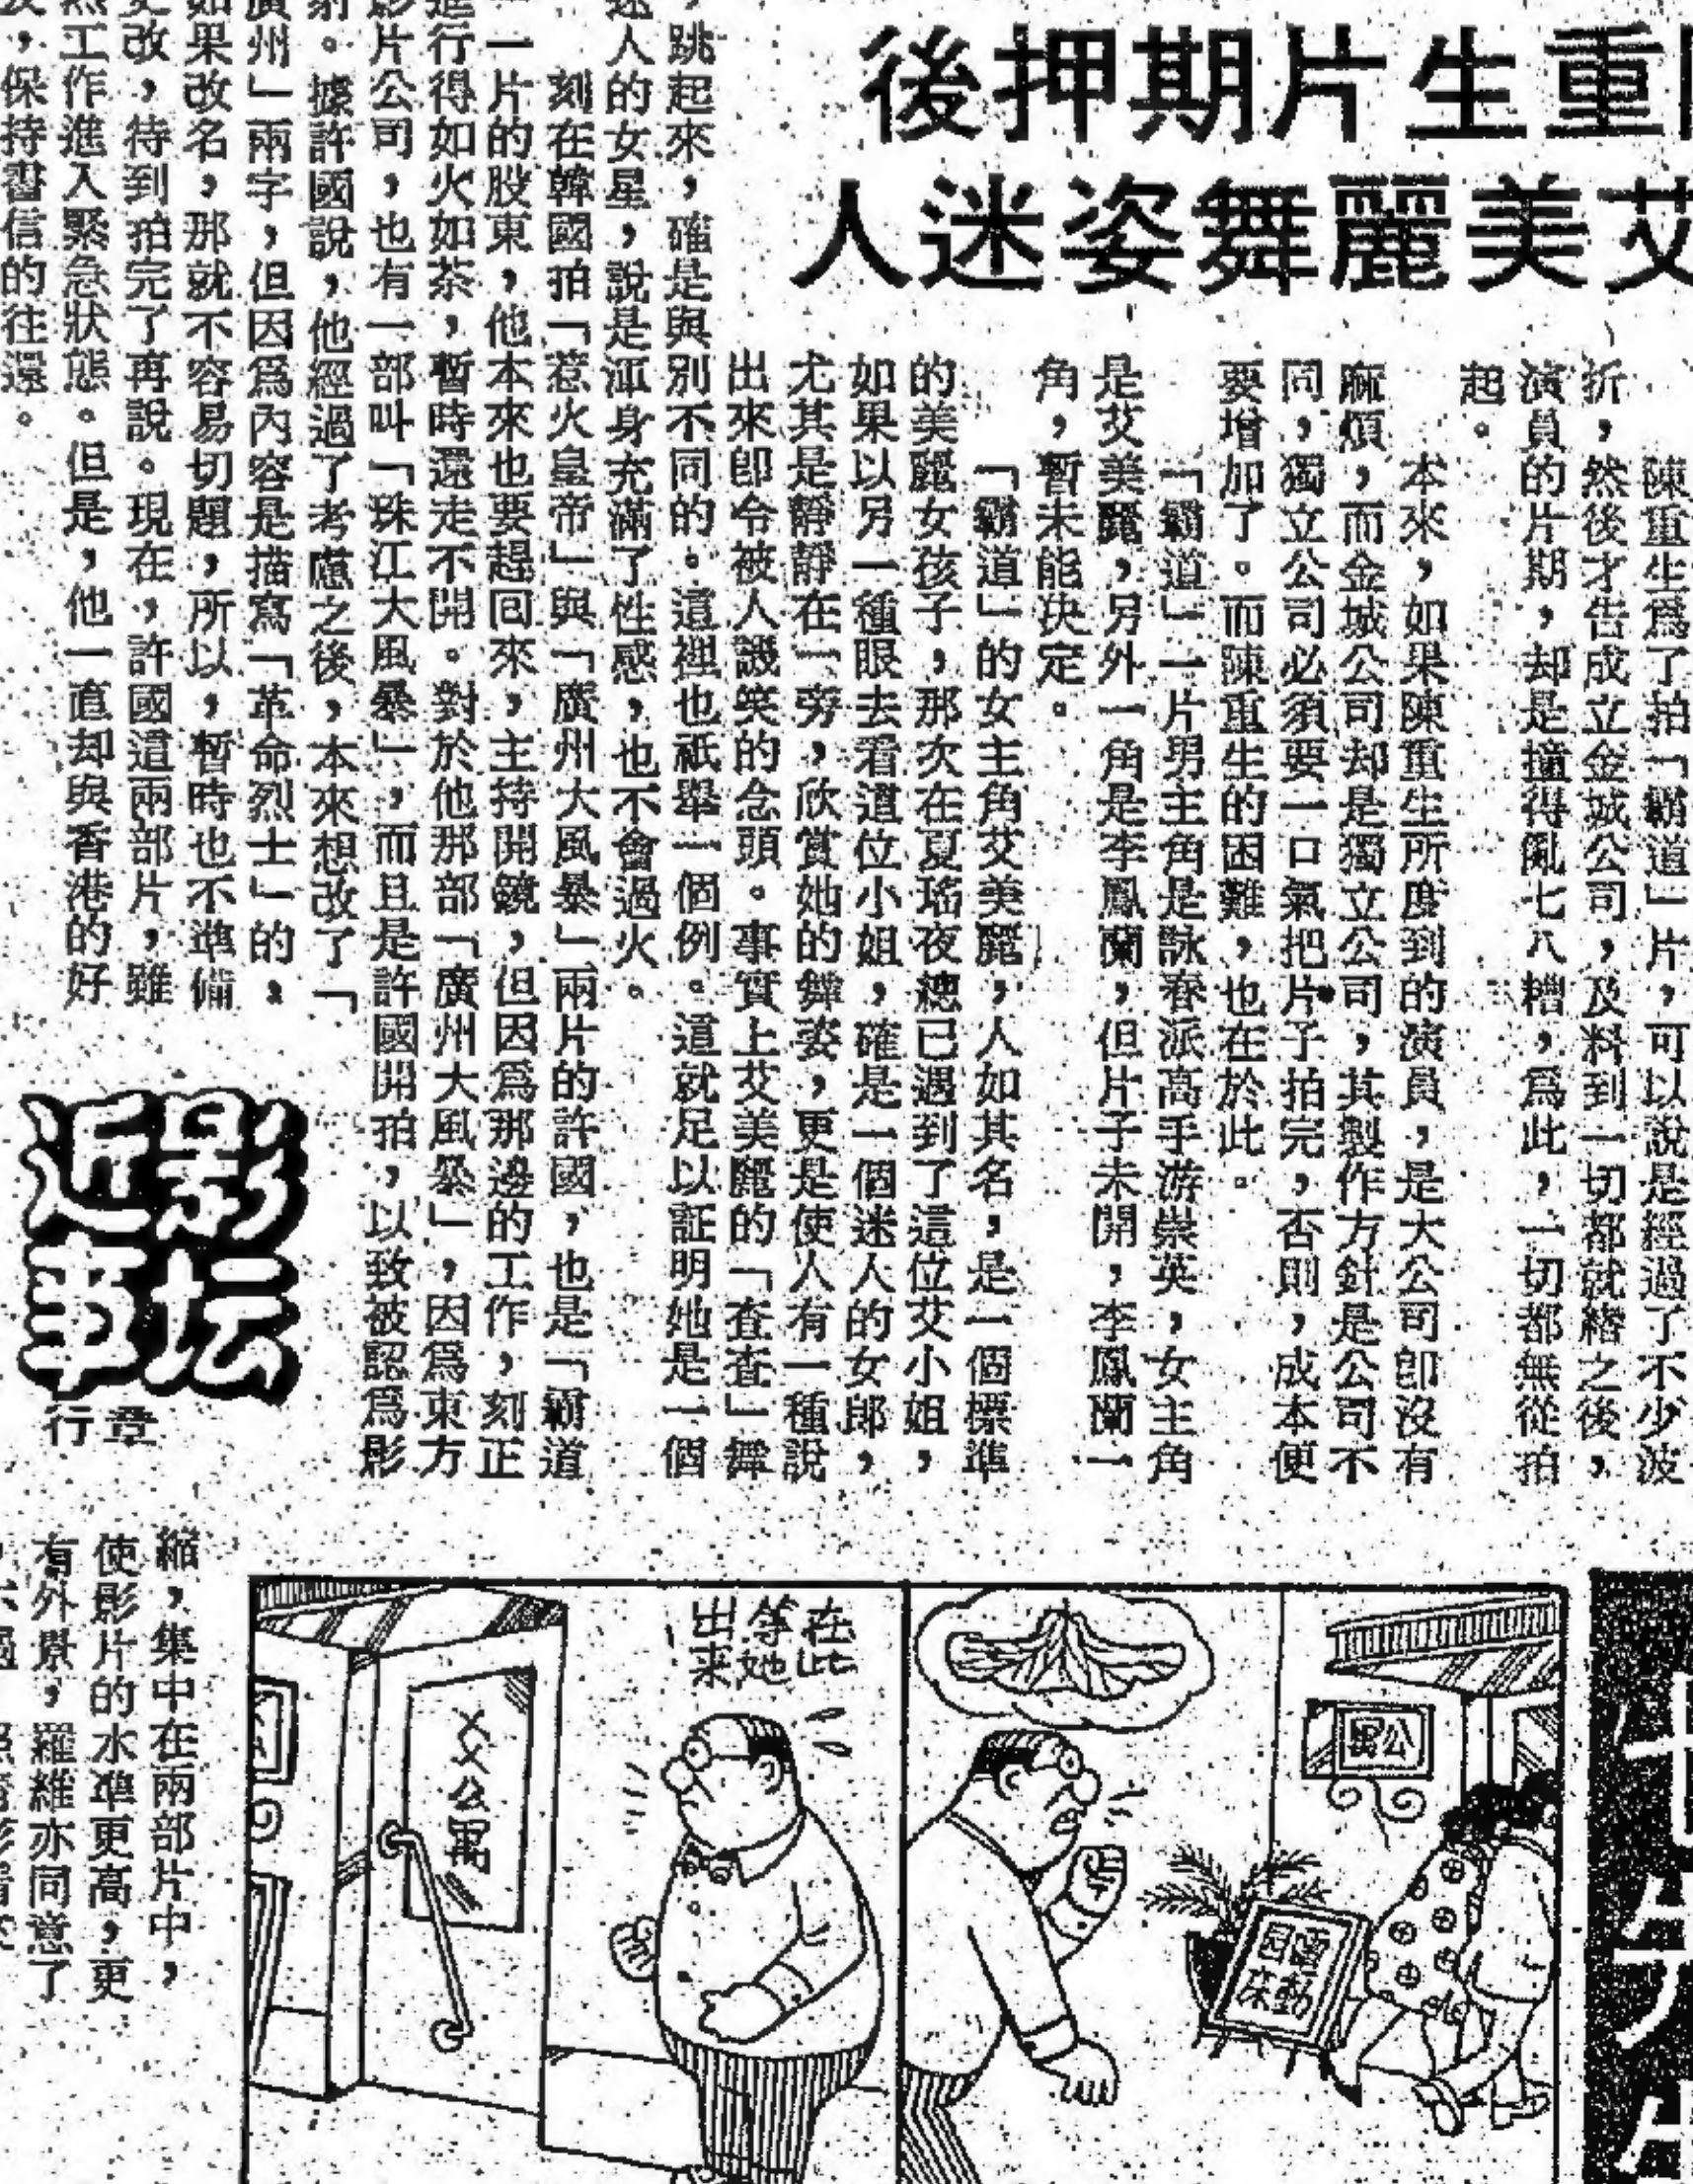 重生片期押後
艾美麗舞姿迷人
陳重生爲了拍「霸道」片，可以說是經過了不少波
折，然後才告成立金城公司，及料到一切都就緒之後，
演員的片期，却是撞得亂七八糟，爲此，一切都無從拍
起。
本來，如果陳重生所度到的演員，是大公司卽沒有
麻煩，而金城公司却是獨立公司，其製作方針是公司不
同，獨立公司必須要一口氣把片子拍完，否則，成本便
要增加了。而陳重生的困難，也在於此。
「霸道」一片男主角是詠春派高手游崇英，女主角
是艾美麗，另外一角是李鳳蘭，但片子未開，李鳳蘭一
角，暫未能决定。
「霸道」的女主角艾美麗，人如其名，是一個標準
的美麗女孩子，那次在夏瑤夜總已遇到了這位艾小姐，
如果以另一種眼去看這位小姐，確是一個迷人的女郎，
尤其是靜靜在一旁，欣賞她的舞姿，更是使人有一種說
出來卽令被人譏笑的念頭。事實上艾美麗的「查查」舞
，跳起來，確是與別不同的。這裡也祇舉一個例。這就足以証明她是一個
迷人的女星，說是渾身充滿了性感，也不會過火。
刻在韓國拍「惹火皇帝」與「廣州大風暴」兩片的許國，也是「霸道
」一片的股東，他本來也要趕回來，主持開鏡，但因爲那邊的工作，刻正
進行得如火如茶，暫時還走不開。對於他那部「廣州大風暴」，因爲東方
影片公司，也有一部叫「珠江大風暴」，而且是許國開拍，以致被認爲影
射。據許國說，他經過了考慮之後，本來想改了「
廣州」兩字，但因爲內容是描寫「革命烈士」的，
如果改名，那就不容易切題，所以，暫時也不準備
更改，待到拍完了再說。現在，許國這兩部片，雖
然工作進入緊急狀態。但是，他一直却與香港的好
友，保持書信的往還。
影坛
近事
章行
縮，集中在兩部片中，
使影片的水準更高，更
有外景，羅維亦同意了
公寓
電動
床
在此
等她
出來
××公寓